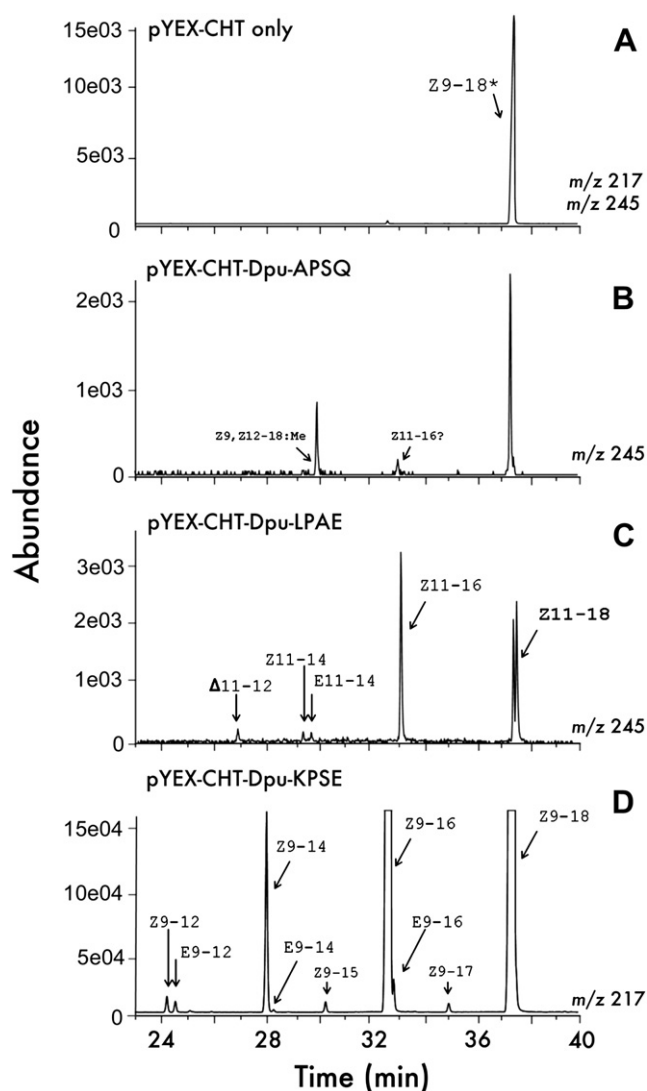 pYEX-CHT only
A
15e03
10e03
5e03
0
Z9-18*
m/z 217
m/z 245
pYEX-CHT-Dpu-APSQ
B
2e03
1e03
0
Z9,Z12-18:Me
Z11-16?
m/z 245
pYEX-CHT-Dpu-LPAE
C
3e03
2e03
1e03
0
Δ11-12
Z11-14
E11-14
Z11-16
Z11-18
m/z 245
pYEX-CHT-Dpu-KPSE
D
15e04
10e04
5e04
0
Z9-12
E9-12
Z9-14
E9-14
Z9-15
Z9-16
E9-16
Z9-17
Z9-18
m/z 217
24 28 32 36 40
Time (min)
Abundance